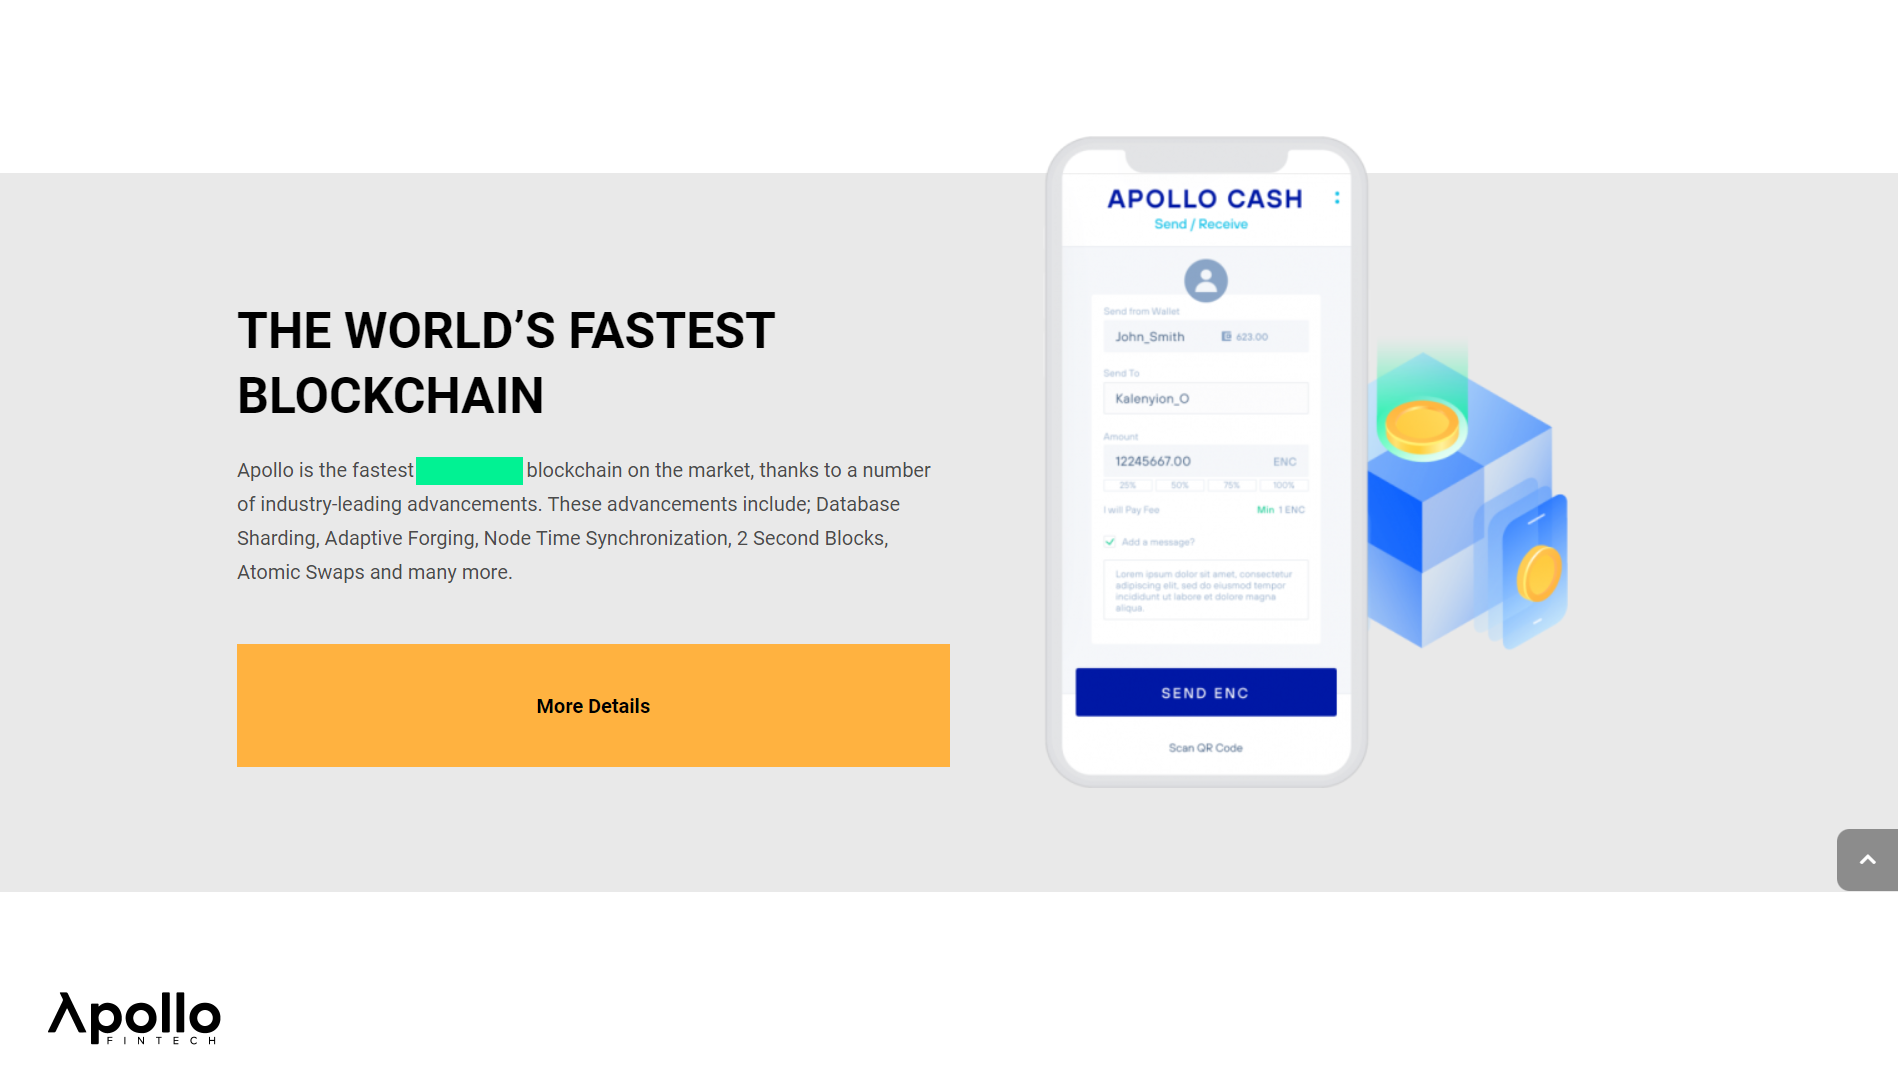 APOLLO CASH
Send / Receive
Send from Wallet
John_Smith 623.00
Send To
Kalenyion_O
Amount
12245667.00 ENC
25% 50% 75% 100%
I will Pay Fee Min 1 ENC
Add a message?
Lorem ipsum dolor sit amet, consectetur
adipiscing elit, sed do eiusmod tempor
incididunt ut labore et dolore magna
aliqua.
SEND ENC
Scan QR Code
THE WORLD’S FASTEST
BLOCKCHAIN
Apollo is the fastest blockchain on the market, thanks to a number
of industry-leading advancements. These advancements include; Database
Sharding, Adaptive Forging, Node Time Synchronization, 2 Second Blocks,
Atomic Swaps and many more.
More Details
Apollo
FINTECH